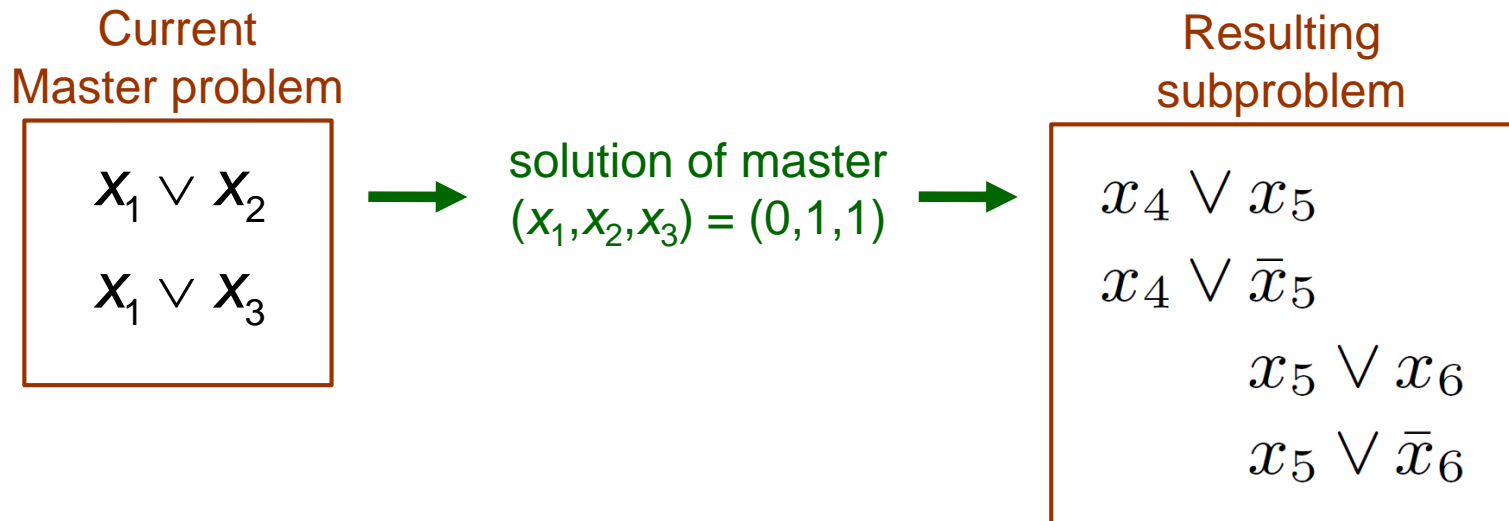 Current
Master problem
x₁ ∨ x₂
x₁ ∨ x₃
solution of master
(x₁,x₂,x₃) = (0,1,1)
Resulting
subproblem
x₄ ∨ x₅
x₄ ∨ x̄₅
x₅ ∨ x₆
x₅ ∨ x̄₆